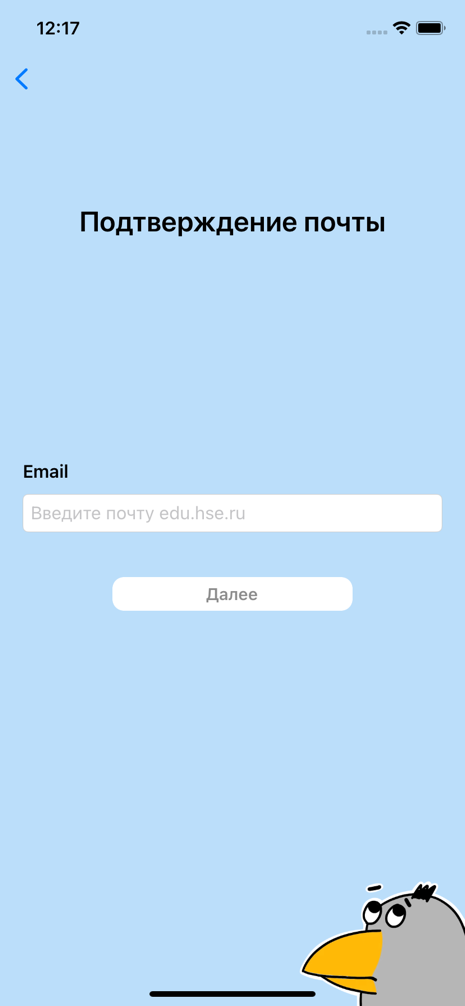 12:17
Подтверждение почты
Email
Введите почту edu.hse.ru
Далее